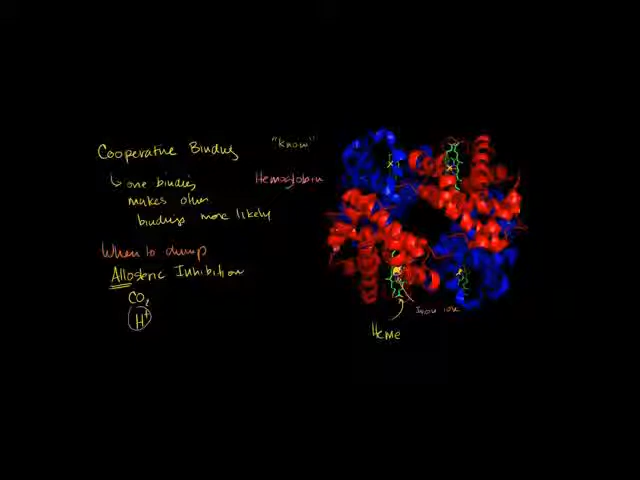 Cooperative Binding
"know"
Hemoglobin
↳ one binding
makes other
bindings more likely
When to dump
Allosteric Inhibition
CO2
H+
Iron ion
Heme